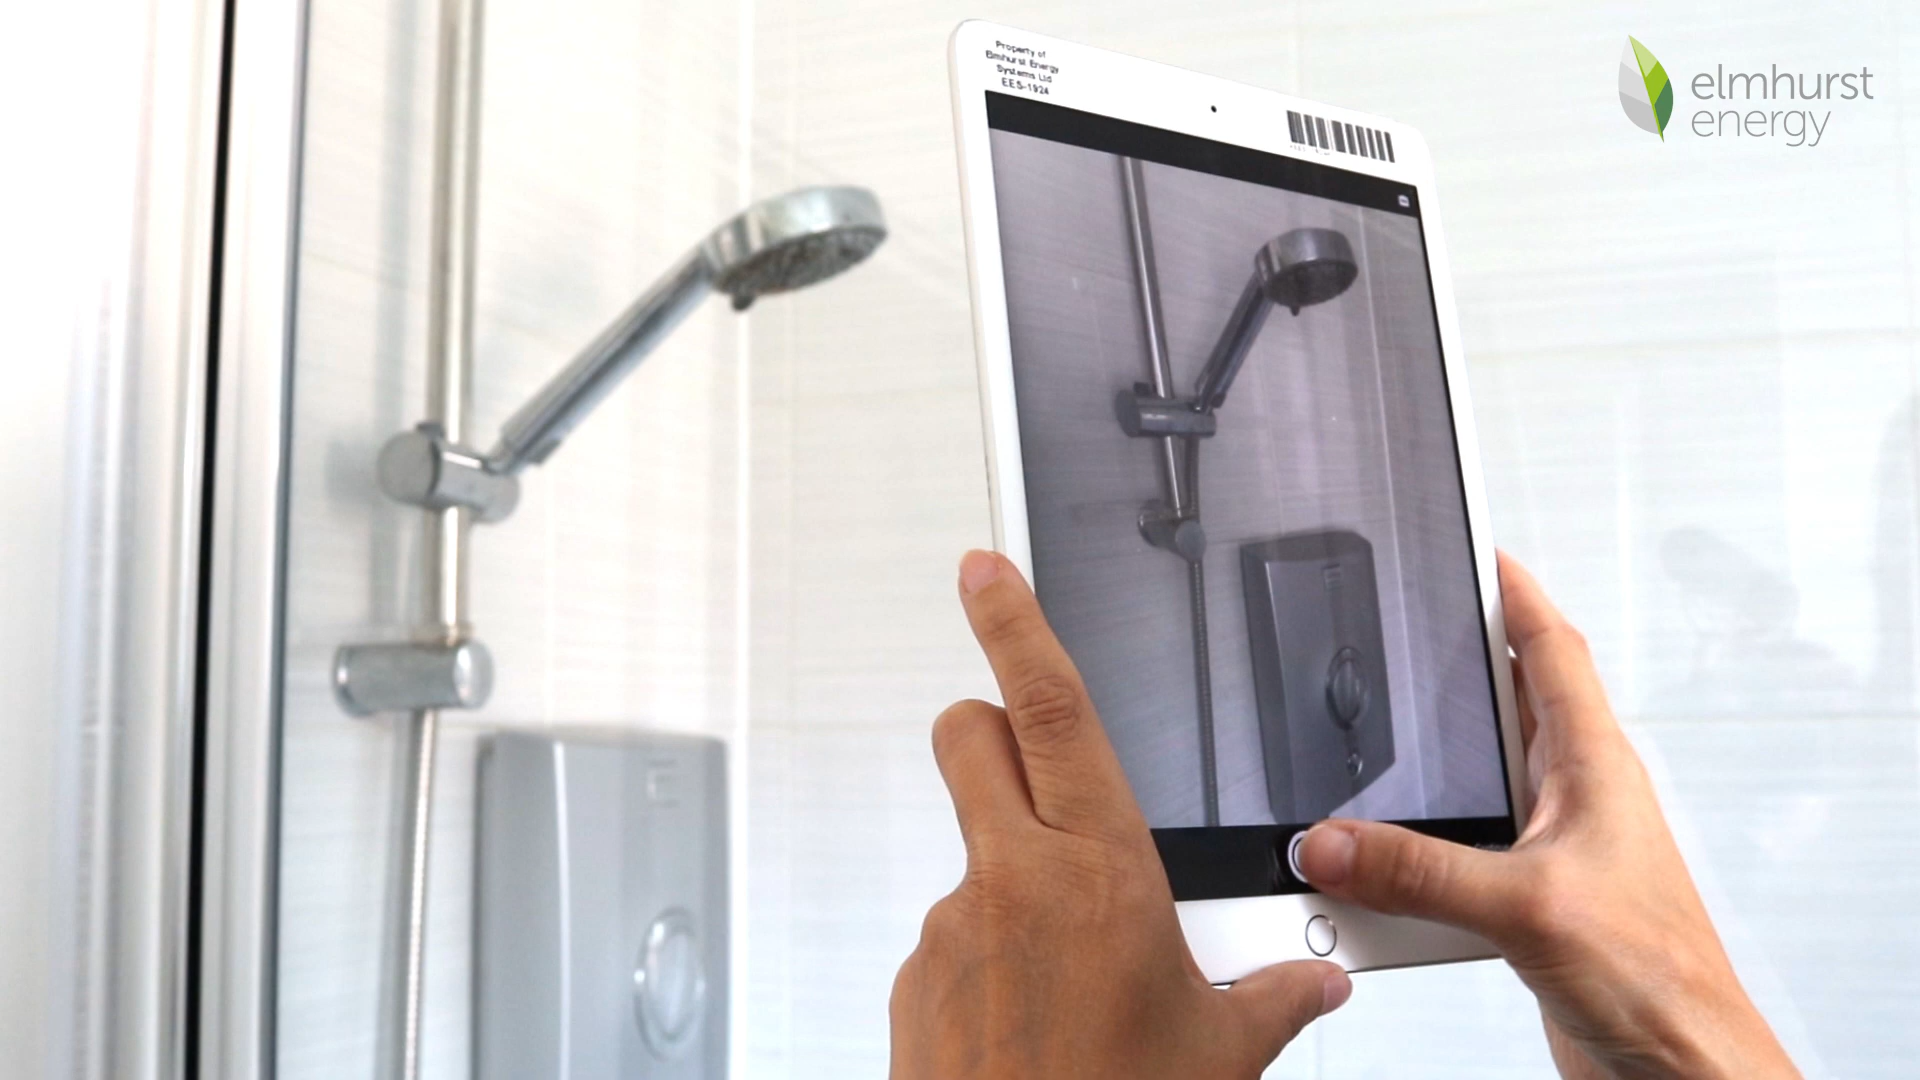 Property of
Elmhurst Energy
Systems Ltd
EES-1924
elmhurst
energy